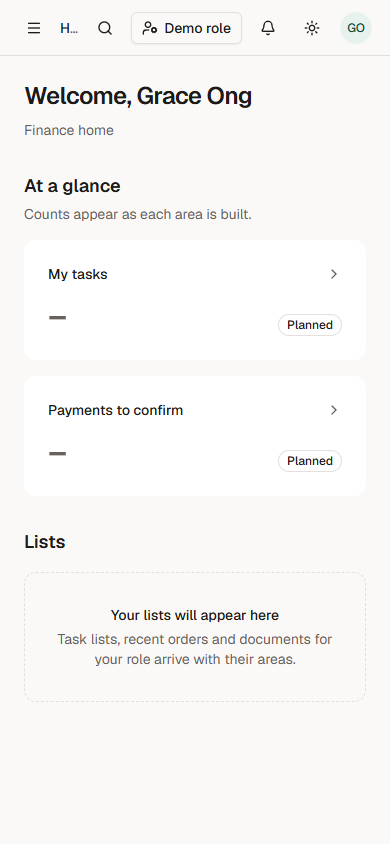 H...
Demo role
GO
Welcome, Grace Ong
Finance home
At a glance
Counts appear as each area is built.
My tasks
–
Planned
Payments to confirm
–
Planned
Lists
Your lists will appear here
Task lists, recent orders and documents for
your role arrive with their areas.